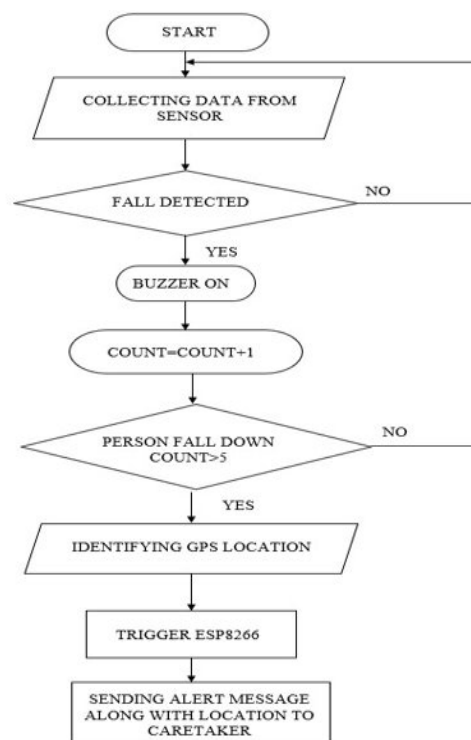 START
COLLECTING DATA FROM
SENSOR
FALL DETECTED
NO
YES
BUZZER ON
COUNT=COUNT+1
PERSON FALL DOWN
COUNT>5
NO
YES
IDENTIFYING GPS LOCATION
TRIGGER ESP8266
SENDING ALERT MESSAGE
ALONG WITH LOCATION TO
CARETAKER